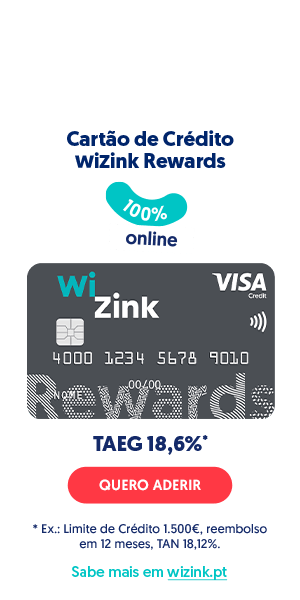 Cartão de Crédito
WiZink Rewards
100%
online
Wi
Zink
VISA
Credit
4000 1234 5678 9010
00/00
NOME
Rewards
TAEG 18,6%*
QUERO ADERIR
* Ex.: Limite de Crédito 1.500€, reembolso
em 12 meses, TAN 18,12%.
Sabe mais em wizink.pt